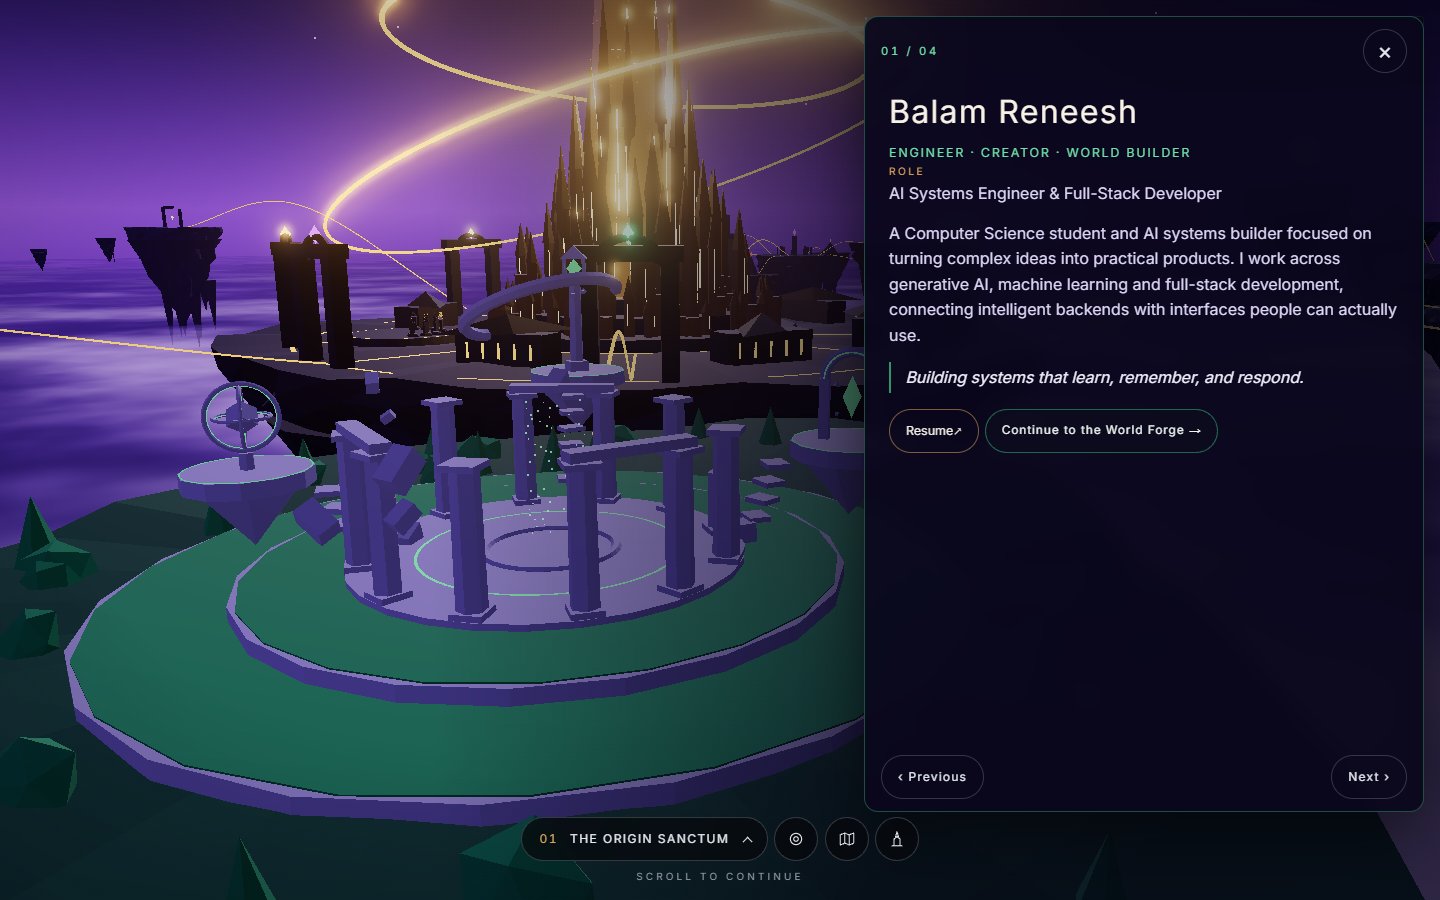 01 / 04
×
Balam Reneesh
ENGINEER · CREATOR · WORLD BUILDER
ROLE
AI Systems Engineer & Full-Stack Developer
A Computer Science student and AI systems builder focused on
turning complex ideas into practical products. I work across
generative AI, machine learning and full-stack development,
connecting intelligent backends with interfaces people can actually
use.
Building systems that learn, remember, and respond.
Resume↗ Continue to the World Forge →
‹ Previous Next ›
01 THE ORIGIN SANCTUM
SCROLL TO CONTINUE